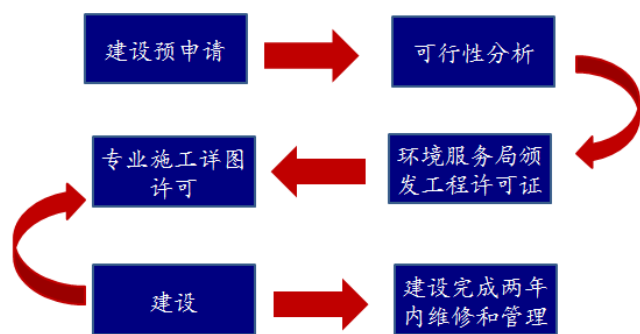 建设预申请
可行性分析
专业施工详图
许可
环境服务局颁
发工程许可证
建设
建设完成两年
内维修和管理